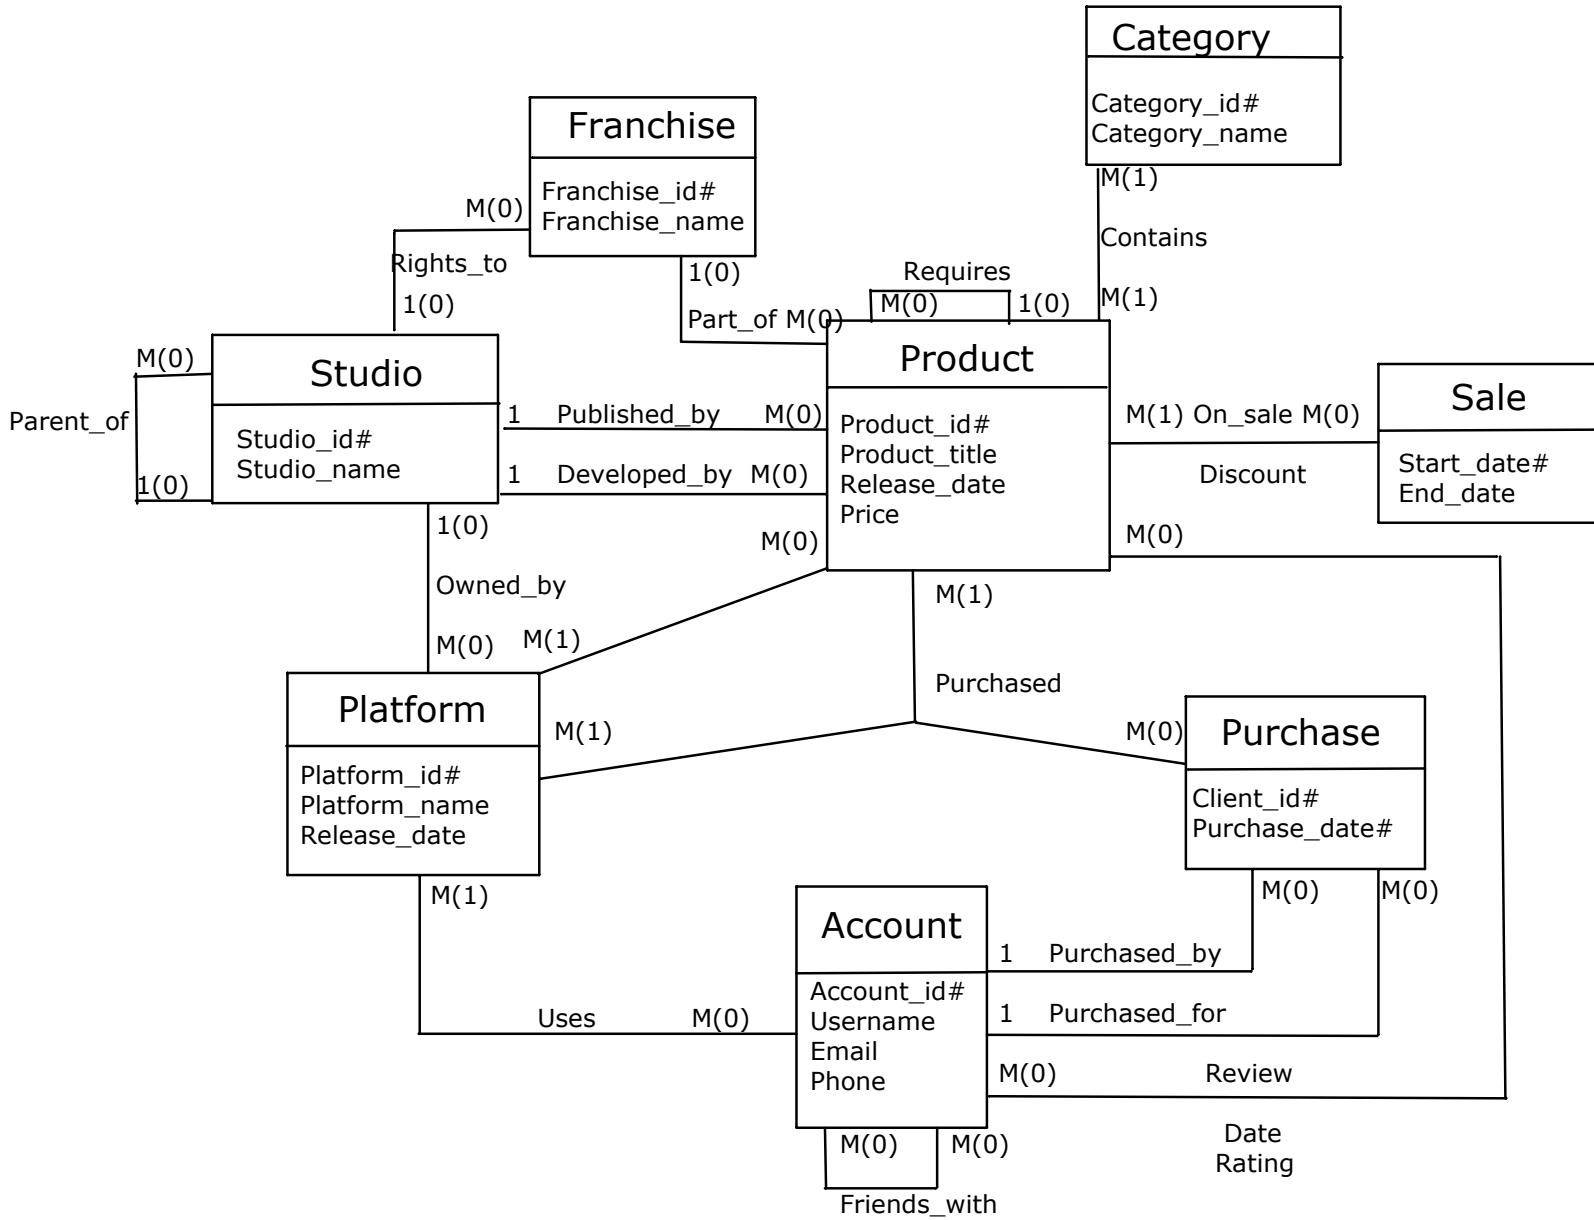 Category
Category_id#
Category_name
M(1)
Contains
M(1)
Franchise
Franchise_id#
Franchise_name
M(0)
Rights_to
1(0)
1(0)
Part_of M(0)
Requires
M(0)
1(0)
Studio
Studio_id#
Studio_name
M(0)
Parent_of
1(0)
1 Published_by M(0)
1 Developed_by M(0)
Product
Product_id#
Product_title
Release_date
Price
M(1) On_sale M(0)
Discount
Sale
Start_date#
End_date
1(0)
Owned_by
M(0)
M(0)
M(1)
M(1)
Purchased
M(0)
M(1)
M(0)
Platform
Platform_id#
Platform_name
Release_date
Purchase
Client_id#
Purchase_date#
M(1)
Uses M(0)
M(0)
M(0)
Account
Account_id#
Username
Email
Phone
1 Purchased_by
1 Purchased_for
M(0) Review
Date
Rating
M(0)
M(0)
Friends_with